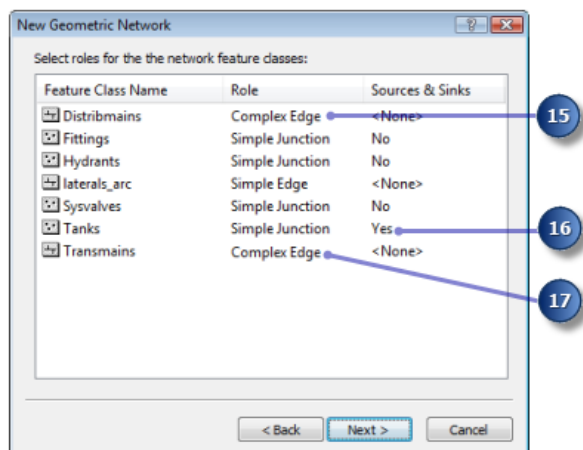 New Geometric Network
Select roles for the the network feature classes:
Feature Class Name Role Sources & Sinks
Distribmains Complex Edge <None>
15
Fittings Simple Junction No
Hydrants Simple Junction No
laterals_arc Simple Edge <None>
Sysvalves Simple Junction No
Tanks Simple Junction Yes
16
Transmains Complex Edge <None>
17
< Back Next > Cancel